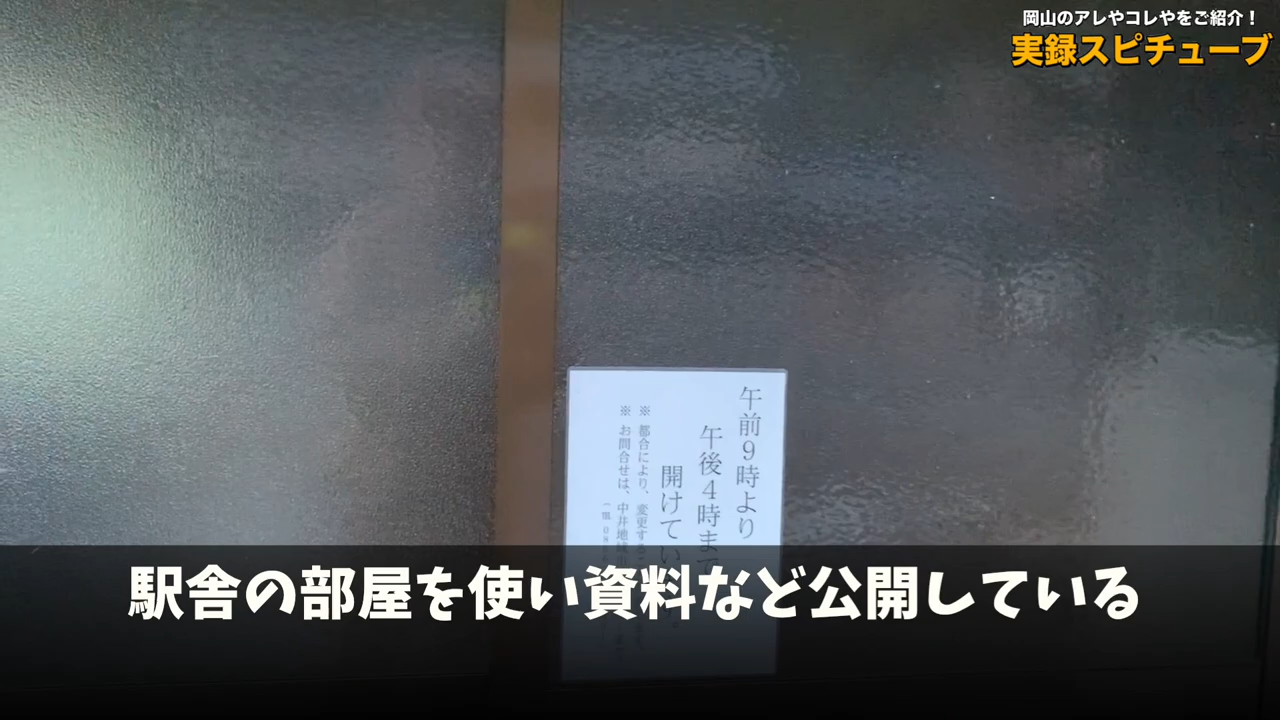 岡山のアレやコレやをご紹介！
実録スピチューブ
午前9時より
午後4時まで
開けてい
※ 都合により、変更する
※ お問合せは、中井地域
駅舎の部屋を使い資料など公開している